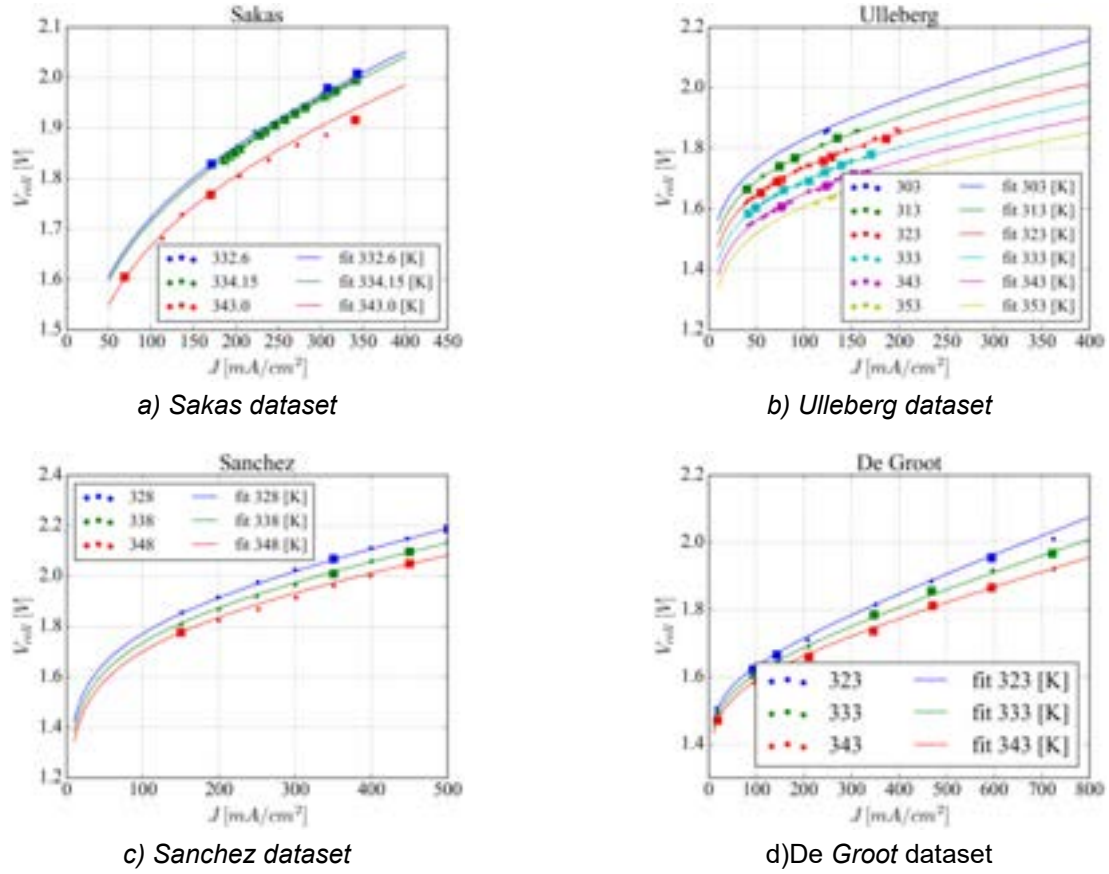 Sakas
2.1
2.0
1.9
1.8
1.7
1.6
1.5
V_cell [V]
332.6 fit 332.6 [K]
334.15 fit 334.15 [K]
343.0 fit 343.0 [K]
0 50 100 150 200 250 300 350 400 450
J [mA/cm²]
a) Sakas dataset
Ulleberg
2.2
2.0
1.8
1.6
1.4
1.2
V_cell [V]
303 fit 303 [K]
313 fit 313 [K]
323 fit 323 [K]
333 fit 333 [K]
343 fit 343 [K]
353 fit 353 [K]
0 50 100 150 200 250 300 350 400
J [mA/cm²]
b) Ulleberg dataset
Sanchez
2.4
2.2
2.0
1.8
1.6
1.4
1.2
V_cell [V]
328 fit 328 [K]
338 fit 338 [K]
348 fit 348 [K]
0 100 200 300 400 500
J [mA/cm²]
c) Sanchez dataset
De Groot
2.2
2.0
1.8
1.6
1.4
V_cell [V]
323 fit 323 [K]
333 fit 333 [K]
343 fit 343 [K]
0 100 200 300 400 500 600 700 800
J [mA/cm²]
d)De Groot dataset